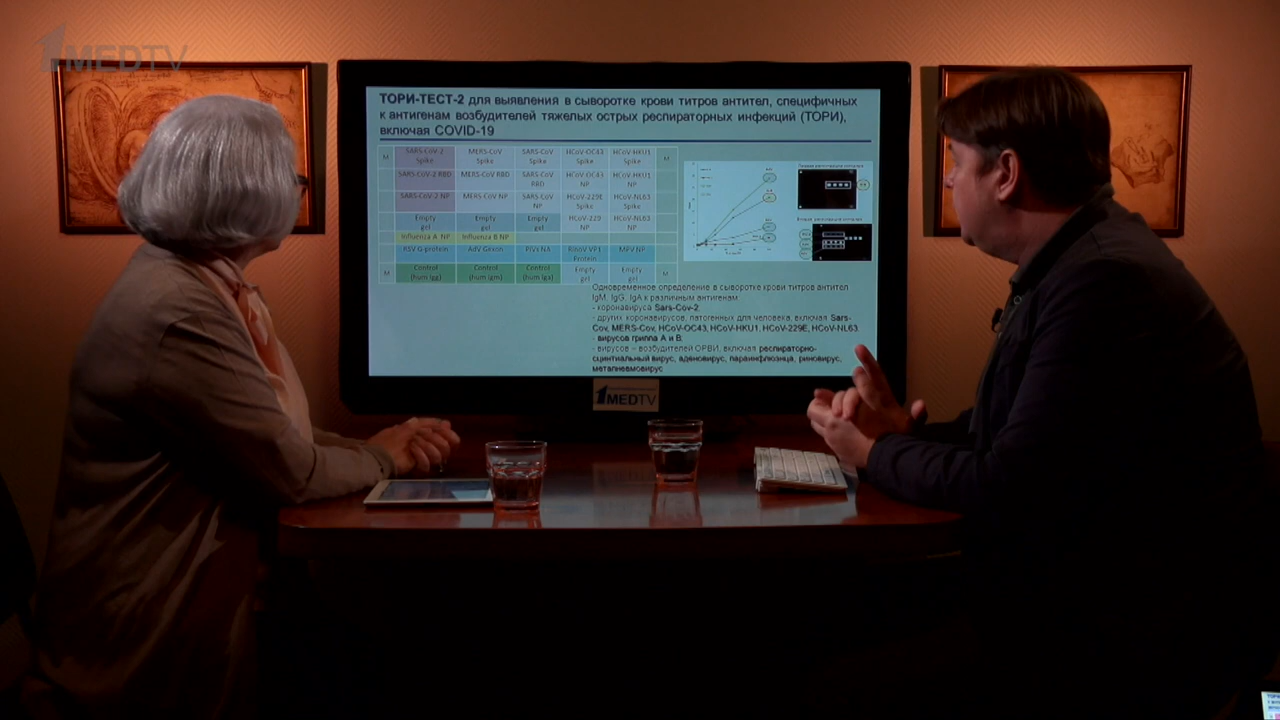 1MEDTV
ТОРИ-ТЕСТ-2 для выявления в сыворотке крови титров антител, специфичных
к антигенам возбудителей тяжелых острых респираторных инфекций (ТОРИ),
включая COVID-19
M SARS-CoV-2 Spike MERS-CoV Spike SARS-CoV Spike HCoV-OC43 Spike HCoV-HKU1 Spike M
SARS-CoV-2 RBD MERS-CoV RBD SARS-CoV RBD HCoV-OC43 NP HCoV-HKU1 NP
SARS-CoV-2 NP MERS-CoV NP SARS-CoV NP HCoV-229E Spike HCoV-NL63 Spike
Empty gel Empty gel Empty gel HCoV-229 NP HCoV-NL63 NP
Influenza A NP Influenza B NP
RSV G-protein AdV Gexon PIVs NA RinoV VP1 Protein MPV NP
M Control (hum Igg) Control (hum Igm) Control (hum Iga) Empty gel Empty gel M
Одновременное определение в сыворотке крови титров антител
IgM, IgG, IgA к различным антигенам:
- коронавируса Sars-Cov-2,
- других коронавирусов, патогенных для человека, включая Sars-
Cov, MERS-Cov, HCoV-OC43, HCoV-HKU1, HCoV-229E, HCoV-NL63.
- вирусов гриппа А и В;
- вирусов – возбудителей ОРВИ, включая респираторно-
сцинтиальный вирус, аденовирус, параинфлюэнца, риновирус,
метапневмовирус
1MEDTV